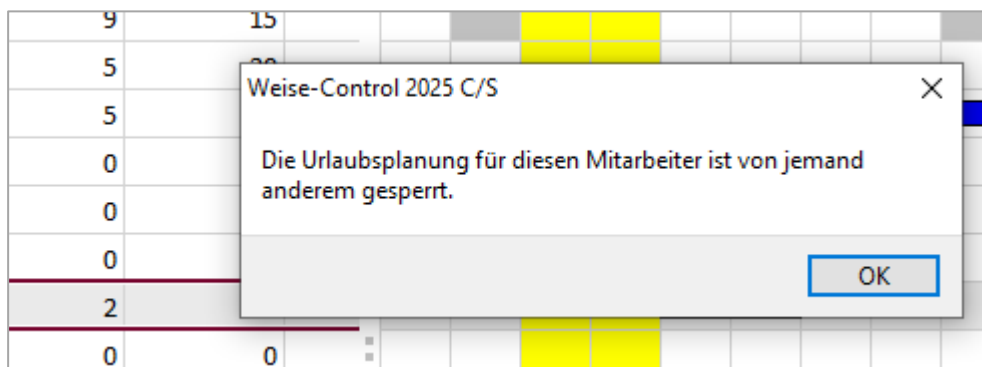 9 15
5
Weise-Control 2025 C/S
5
Die Urlaubsplanung für diesen Mitarbeiter ist von jemand
0
anderem gesperrt.
0
0
OK
2
0 0